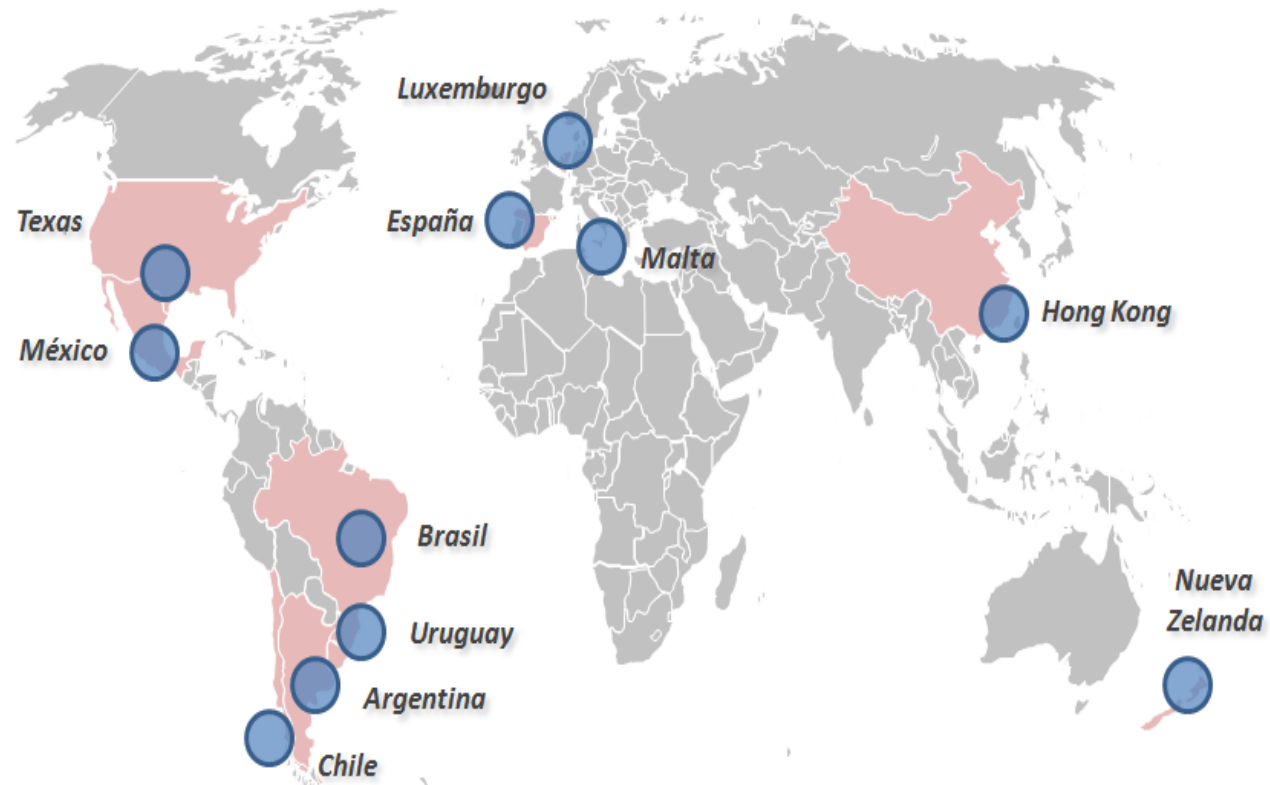 Luxemburgo
Texas
España
Malta
Hong Kong
México
Brasil
Nueva
Zelanda
Uruguay
Argentina
Chile